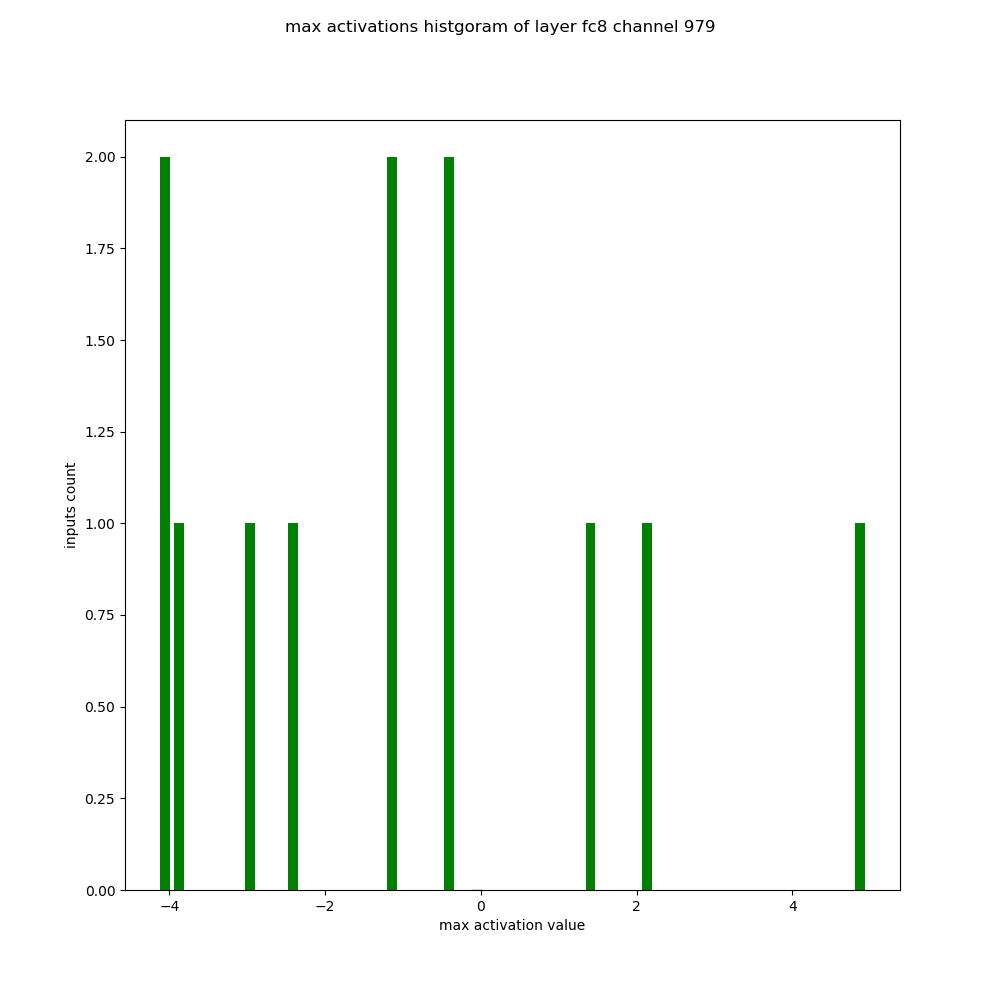 max activations histgoram of layer fc8 channel 979
2.00
1.75
1.50
1.25
1.00
0.75
0.50
0.25
0.00
inputs count
−4 −2 0 2 4
max activation value